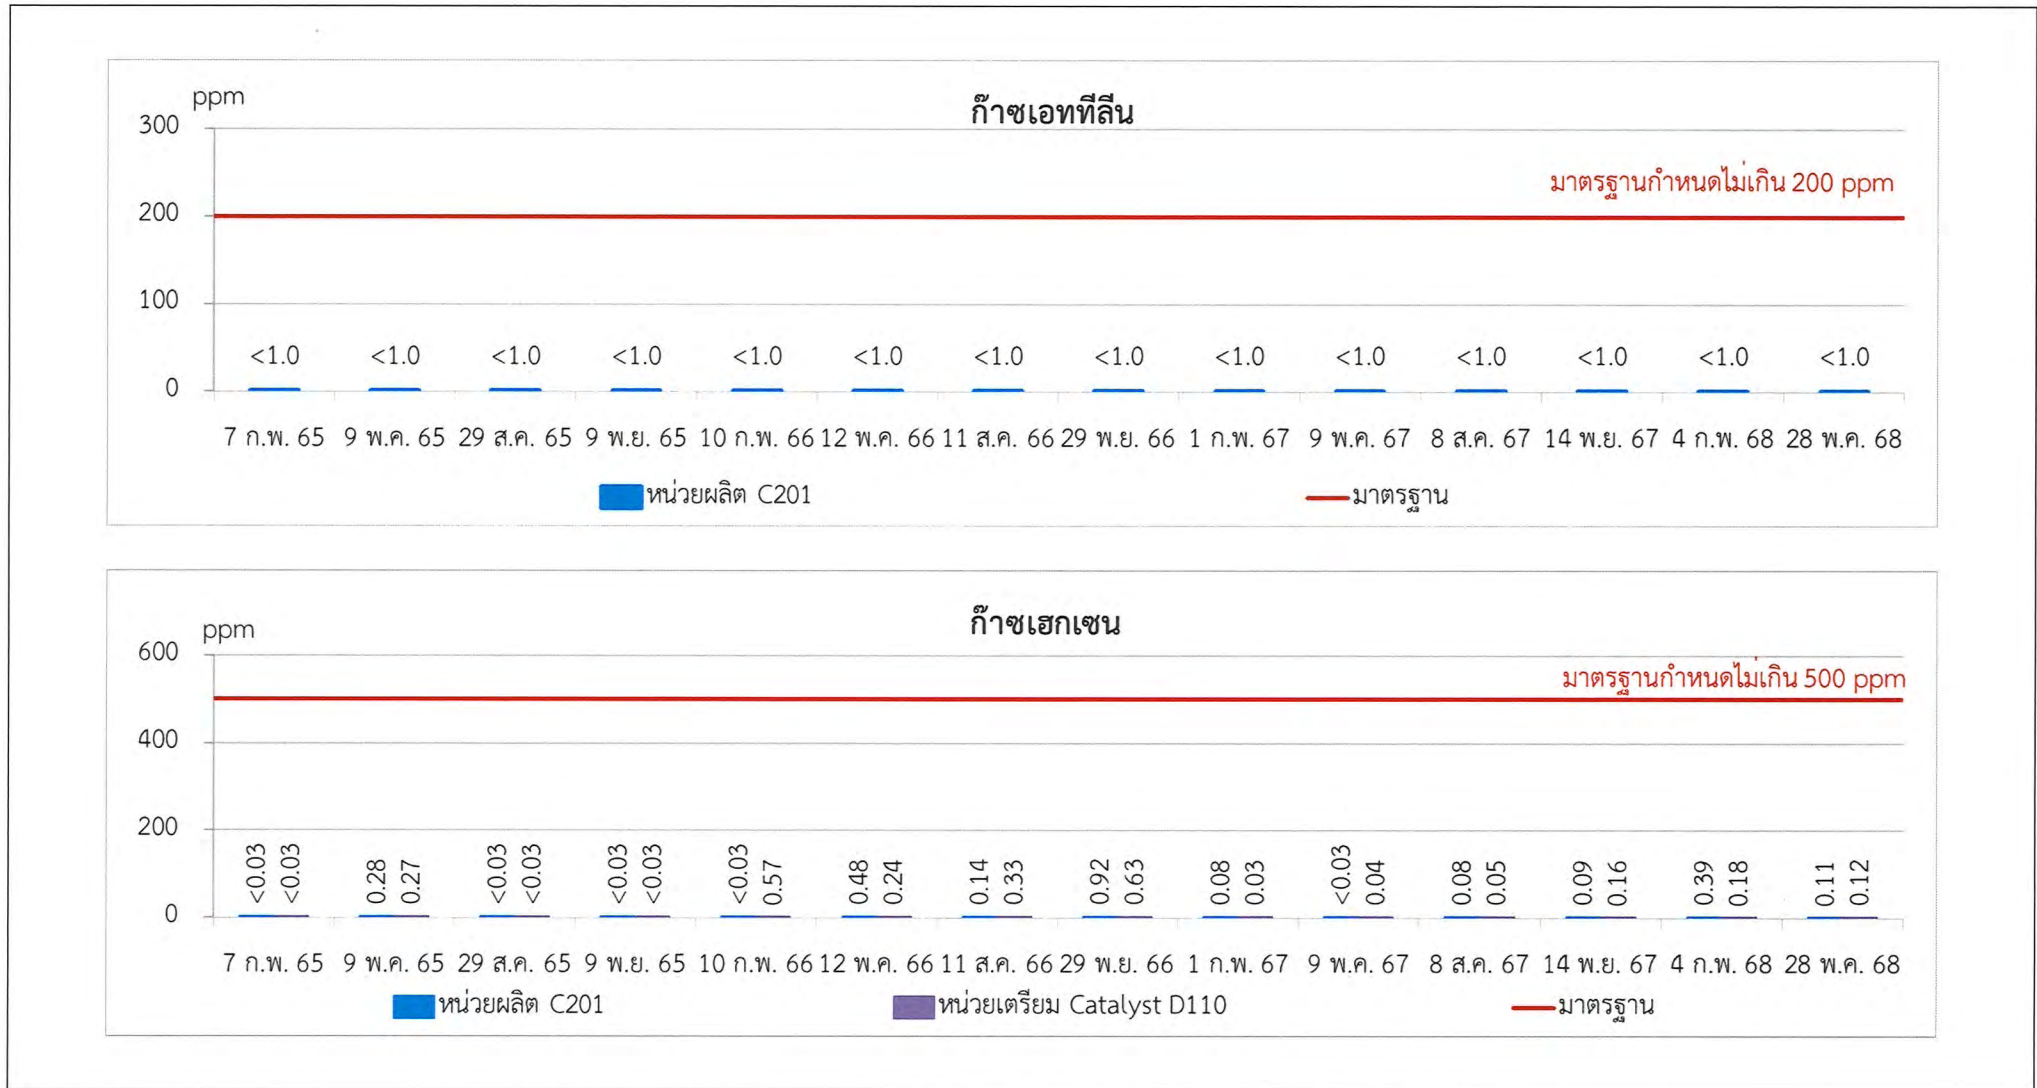 ppm
ก๊าซเอททีลีน
300
มาตรฐานกำหนดไม่เกิน 200 ppm
200
100
<1.0 <1.0 <1.0 <1.0 <1.0 <1.0 <1.0 <1.0 <1.0 <1.0 <1.0 <1.0 <1.0 <1.0
0
7 ก.พ. 65 9 พ.ค. 65 29 ส.ค. 65 9 พ.ย. 65 10 ก.พ. 66 12 พ.ค. 66 11 ส.ค. 66 29 พ.ย. 66 1 ก.พ. 67 9 พ.ค. 67 8 ส.ค. 67 14 พ.ย. 67 4 ก.พ. 68 28 พ.ค. 68
หน่วยผลิต C201 มาตรฐาน
ก๊าซเฮกเซน
ppm
600
มาตรฐานกำหนดไม่เกิน 500 ppm
400
200
<0.03 <0.03 0.28 0.27 <0.03 <0.03 <0.03 <0.03 <0.03 0.57 0.48 0.24 0.14 0.33 0.92 0.63 0.08 0.03 <0.03 0.04 0.08 0.05 0.09 0.16 0.39 0.18 0.11 0.12
0
7 ก.พ. 65 9 พ.ค. 65 29 ส.ค. 65 9 พ.ย. 65 10 ก.พ. 66 12 พ.ค. 66 11 ส.ค. 66 29 พ.ย. 66 1 ก.พ. 67 9 พ.ค. 67 8 ส.ค. 67 14 พ.ย. 67 4 ก.พ. 68 28 พ.ค. 68
หน่วยผลิต C201 หน่วยเตรียม Catalyst D110 มาตรฐาน